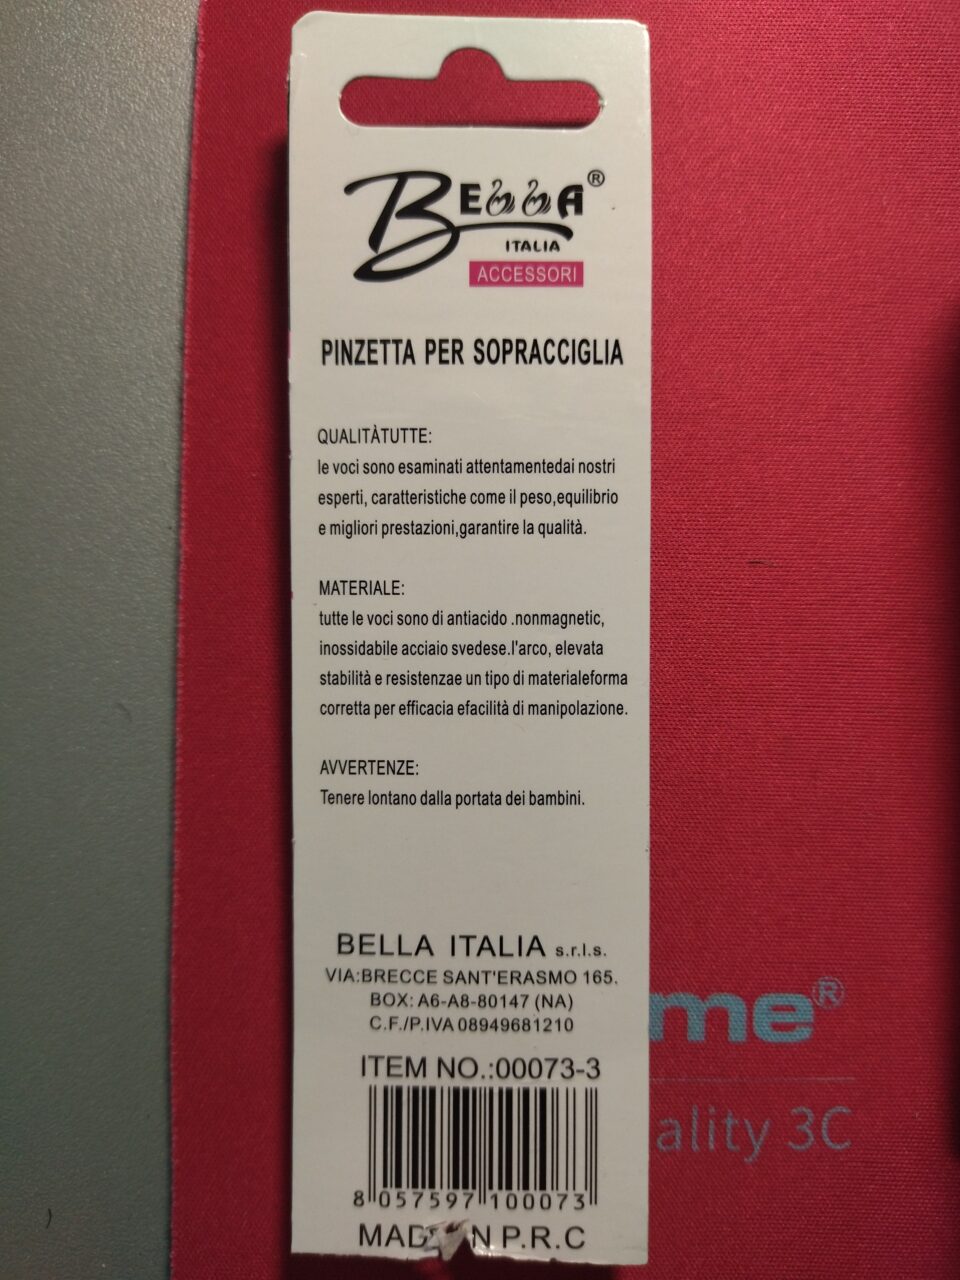 BELLA®
ITALIA
ACCESSORI
PINZETTA PER SOPRACCIGLIA
QUALITÀTUTTE:
le voci sono esaminati attentamentedai nostri
esperti, caratteristiche come il peso,equilibrio
e migliori prestazioni,garantire la qualità.
MATERIALE:
tutte le voci sono di antiacido .nonmagnetic,
inossidabile acciaio svedese.l'arco, elevata
stabilità e resistenzae un tipo di materialeforma
corretta per efficacia efacilità di manipolazione.
AVVERTENZE:
Tenere lontano dalla portata dei bambini.
BELLA ITALIA s.r.l.s.
VIA:BRECCE SANT'ERASMO 165.
BOX: A6-A8-80147 (NA)
C.F./P.IVA 08949681210
ITEM NO.:00073-3
8 057597 100073
MADE IN P.R.C
me®
ality 3C